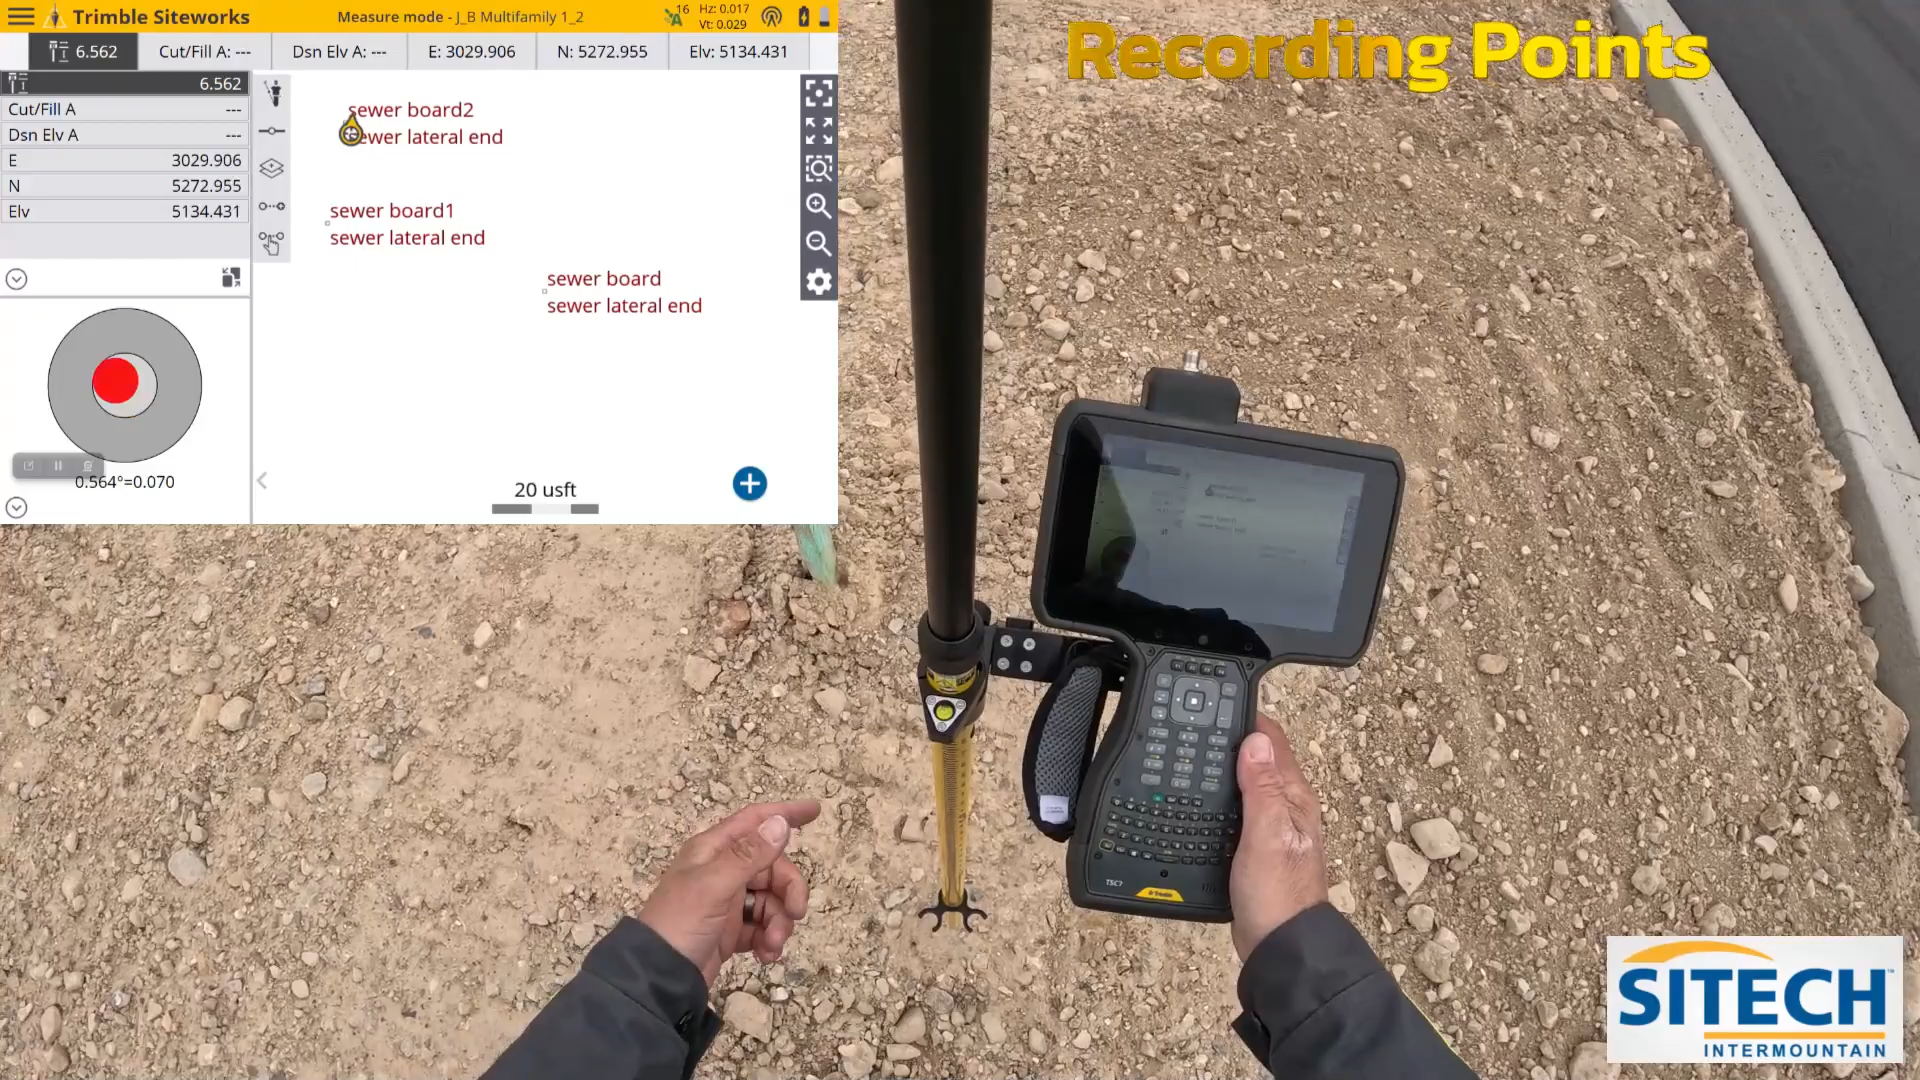 Trimble Siteworks
Measure mode - J_B Multifamily 1_2
16
Hz: 0.017
Vt: 0.029
6.562
Cut/Fill A: ---
Dsn Elv A: ---
E: 3029.906
N: 5272.955
Elv: 5134.431
6.562
Cut/Fill A ---
Dsn Elv A ---
E 3029.906
N 5272.955
Elv 5134.431
sewer board2
sewer lateral end
sewer board1
sewer lateral end
sewer board
sewer lateral end
0.564°=0.070
20 usft
Recording Points
TSC7
Trimble
SITECH
INTERMOUNTAIN